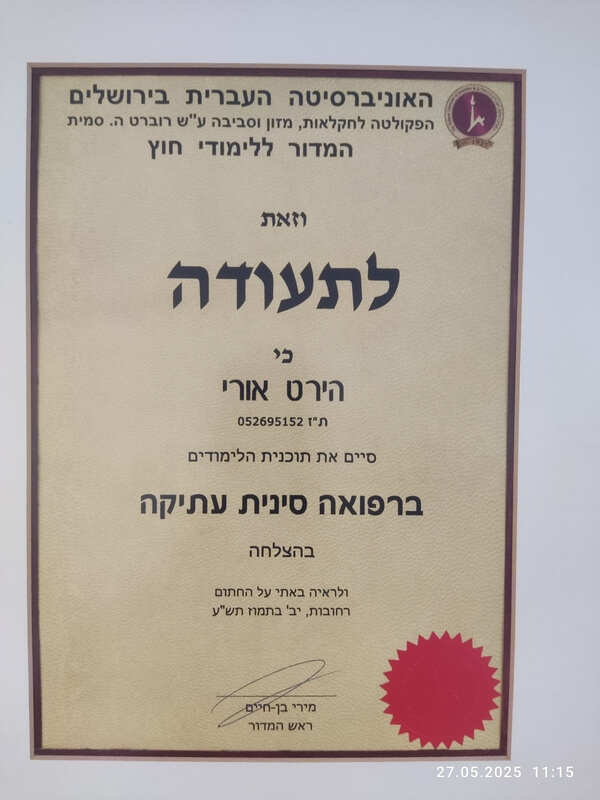 האוניברסיטה העברית בירושלים
הפקולטה לחקלאות, מזון וסביבה ע"ש רוברט ה. סמית
המדור ללימודי חוץ
וזאת
לתעודה
כי
הירט אורי
ת"ז 052695152
סיים את תוכנית הלימודים
ברפואה סינית עתיקה
בהצלחה
ולראיה באתי על החתום
רחובות, יב' בתמוז תש"ע
מירי בן-חיים
ראש המדור
27.05.2025 11:15